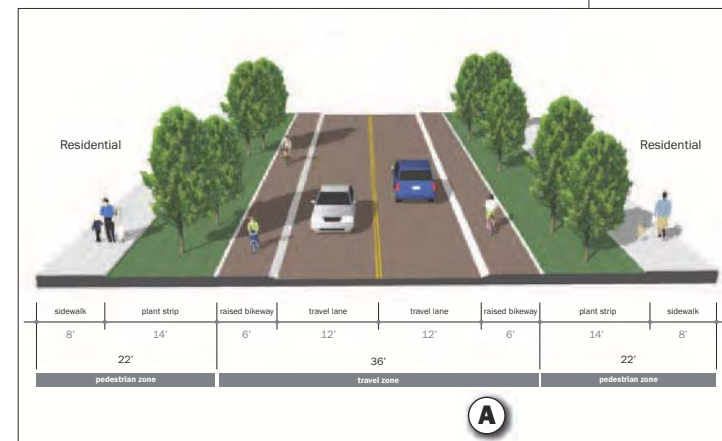 Residential Residential
sidewalk plant strip raised bikeway travel lane travel lane raised bikeway plant strip sidewalk
8' 14' 6' 12' 12' 6' 14' 8'
22' 36' 22'
pedestrian zone travel zone pedestrian zone
A